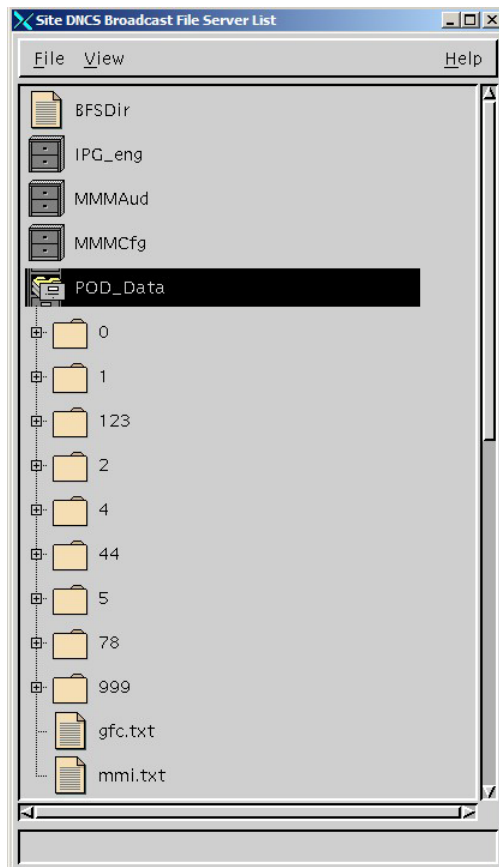 Site DNCS Broadcast File Server List
File View Help
BFSDir
IPG_eng
MMMAud
MMMCfg
POD_Data
0
1
123
2
4
44
5
78
999
gfc.txt
mmi.txt